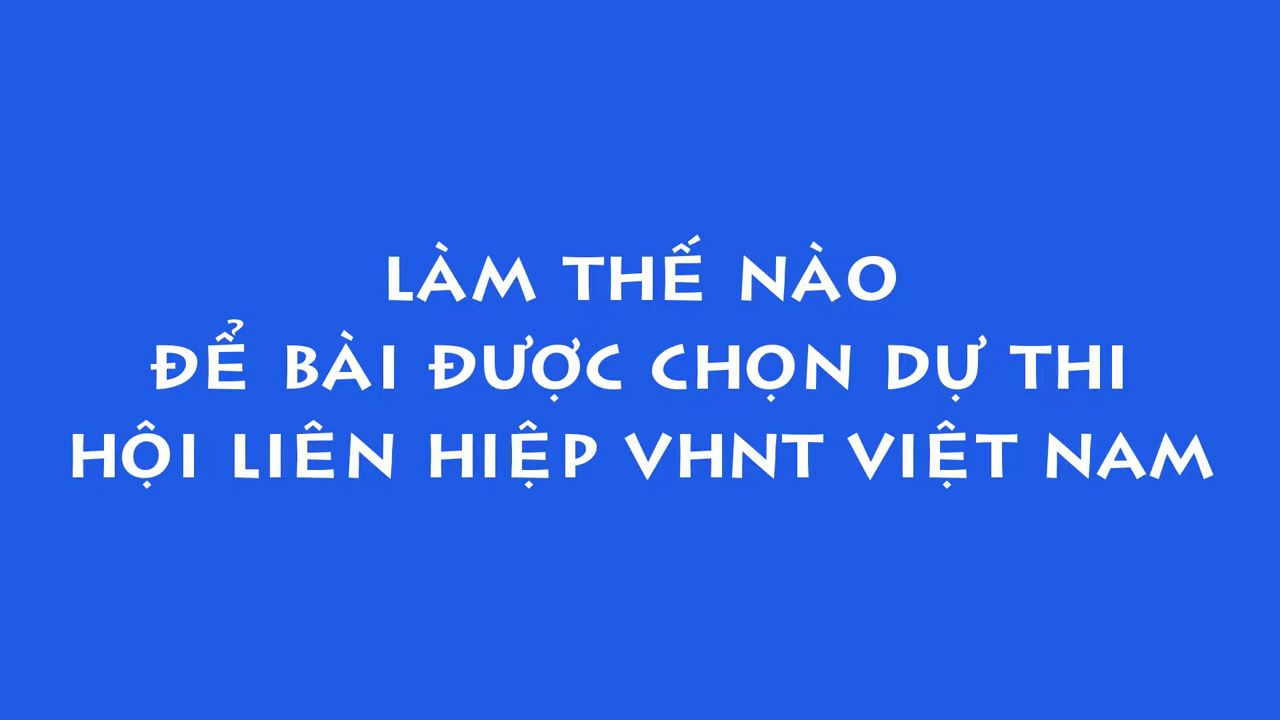 LÀM THẾ NÀO
ĐỂ BÀI ĐƯỢC CHỌN DỰ THI
HỘI LIÊN HIỆP VHNT VIỆT NAM